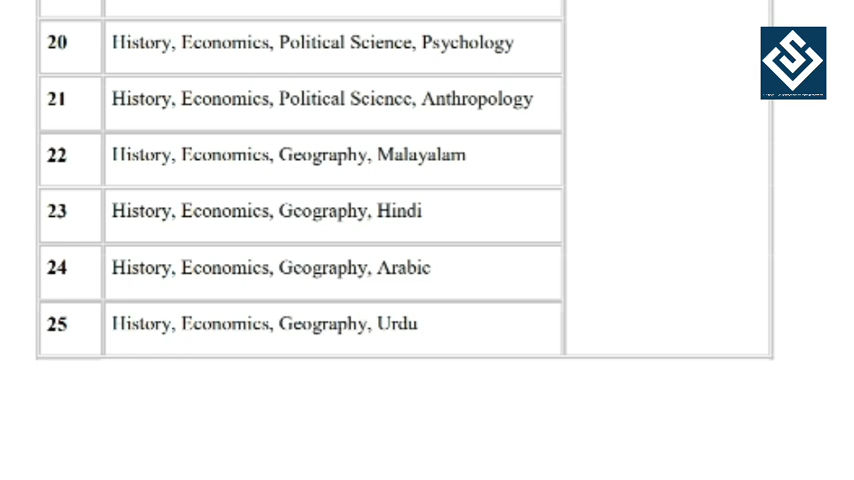 20 History, Economics, Political Science, Psychology
21 History, Economics, Political Science, Anthropology
22 History, Economics, Geography, Malayalam
23 History, Economics, Geography, Hindi
24 History, Economics, Geography, Arabic
25 History, Economics, Geography, Urdu